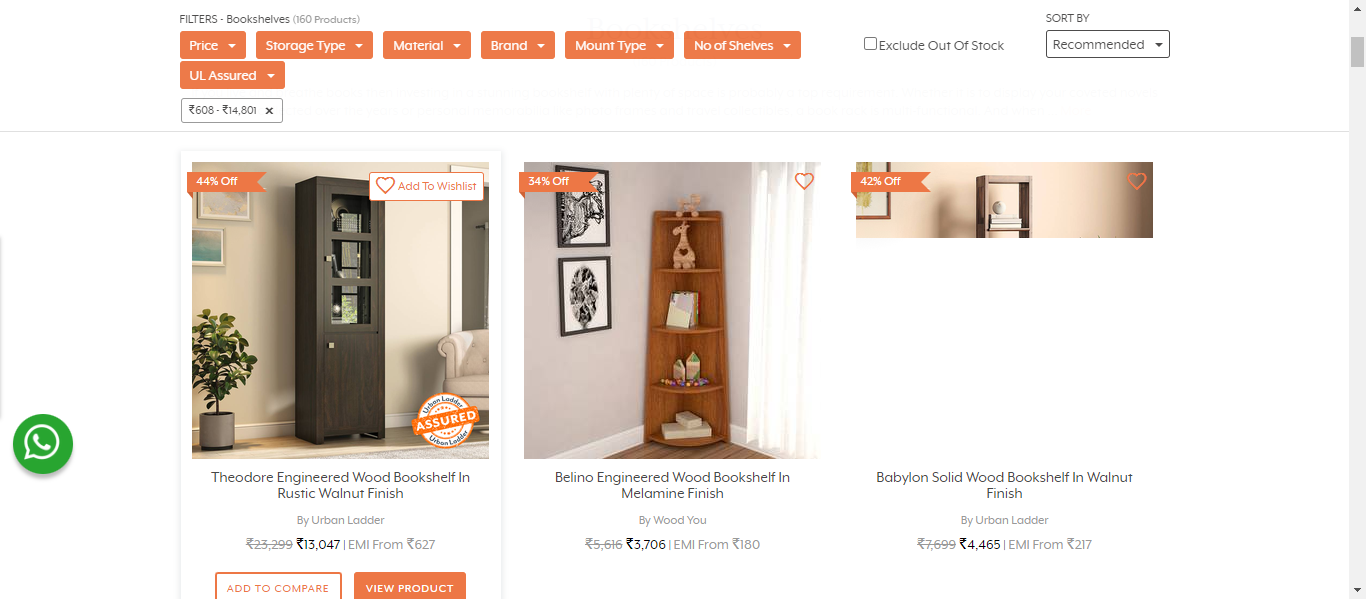 FILTERS - Bookshelves (160 Products)
SORT BY
Price
Storage Type
Material
Brand
Mount Type
No of Shelves
Exclude Out Of Stock
Recommended
UL Assured
₹608 - ₹14,801 ×
44% Off
Add To Wishlist
34% Off
42% Off
Urban Ladder
ASSURED
Urban Ladder
Theodore Engineered Wood Bookshelf In
Rustic Walnut Finish
By Urban Ladder
₹23,299 ₹13,047 | EMI From ₹627
ADD TO COMPARE
VIEW PRODUCT
Belino Engineered Wood Bookshelf In
Melamine Finish
By Wood You
₹5,616 ₹3,706 | EMI From ₹180
Babylon Solid Wood Bookshelf In Walnut
Finish
By Urban Ladder
₹7,699 ₹4,465 | EMI From ₹217